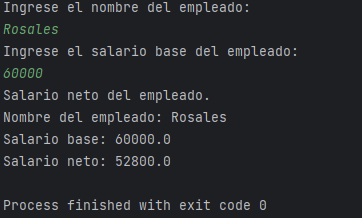 Ingrese el nombre del empleado:
Rosales
Ingrese el salario base del empleado:
60000
Salario neto del empleado.
Nombre del empleado: Rosales
Salario base: 60000.0
Salario neto: 52800.0
Process finished with exit code 0